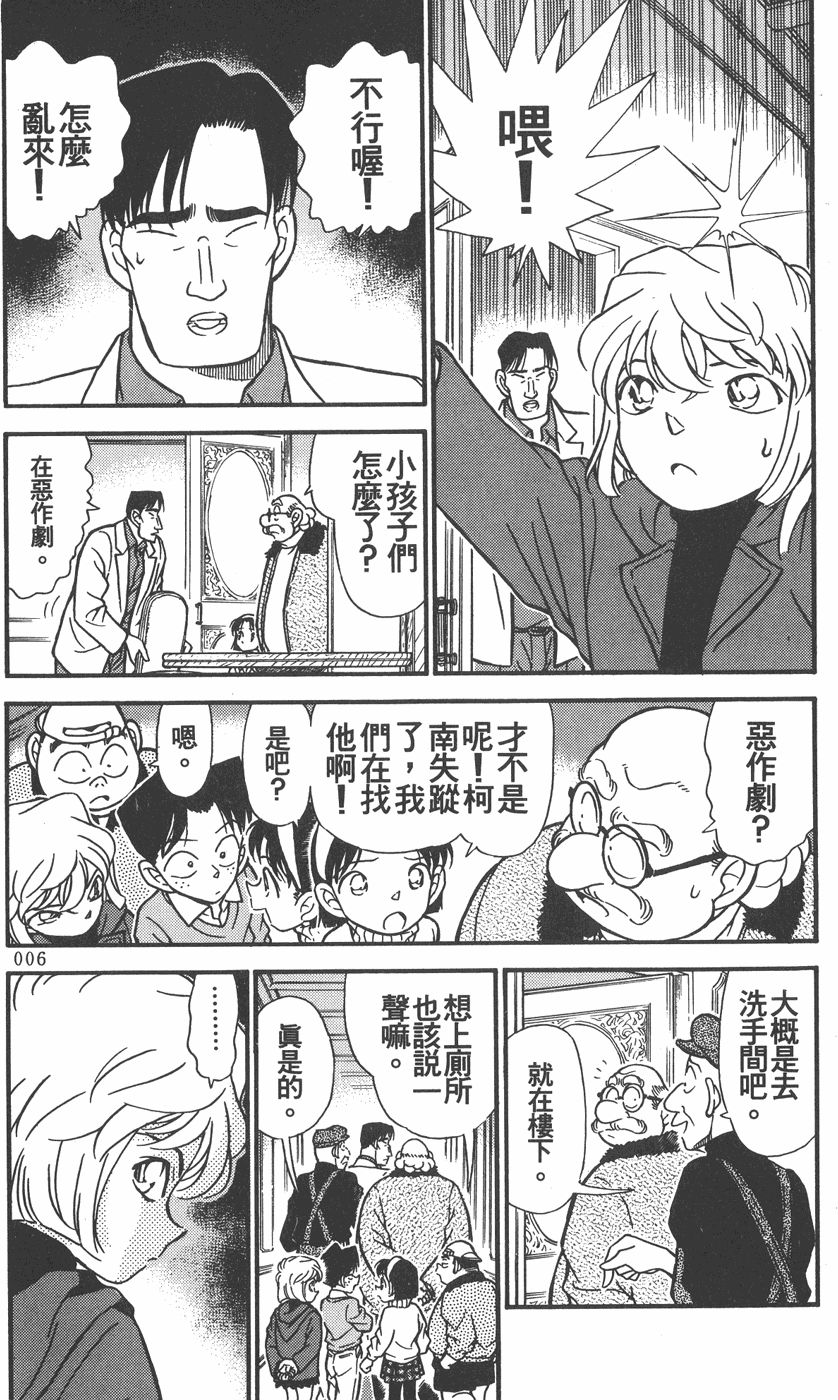 喂！
不行喔！
怎麼
亂來！
小孩子們
怎麼了？
在惡作劇。
惡作劇？
才不是
呢！柯
南失蹤
了，我
們在找
他啊！
是吧？
嗯。
006
大概是去
洗手間吧。
就在樓下。
想上廁所
也該説一
聲嘛。
眞是的。
………